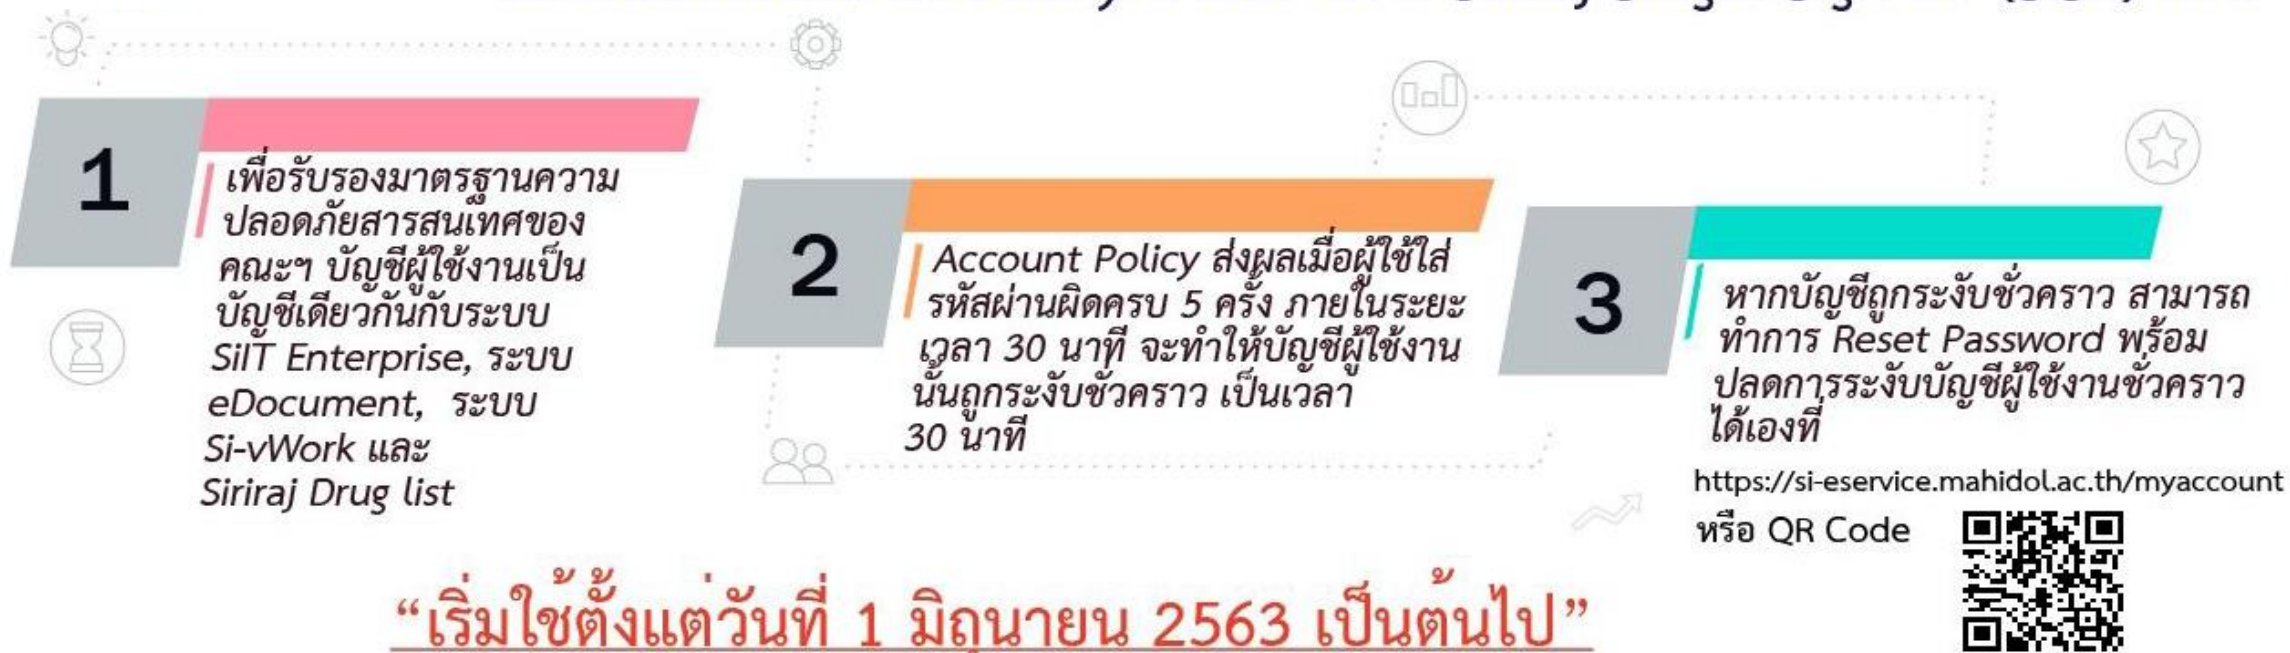 1
เพื่อรับรองมาตรฐานความ
ปลอดภัยสารสนเทศของ
คณะฯ บัญชีผู้ใช้งานเป็น
บัญชีเดียวกันกับระบบ
SiIT Enterprise, ระบบ
eDocument, ระบบ
Si-vWork และ
Siriraj Drug list
2
Account Policy ส่งผลเมื่อผู้ใช้ใส่
รหัสผ่านผิดครบ 5 ครั้ง ภายในระยะ
เวลา 30 นาที จะทำให้บัญชีผู้ใช้งาน
นั้นถูกระงับชั่วคราว เป็นเวลา
30 นาที
3
หากบัญชีถูกระงับชั่วคราว สามารถ
ทำการ Reset Password พร้อม
ปลดการระงับบัญชีผู้ใช้งานชั่วคราว
ได้เองที่
https://si-eservice.mahidol.ac.th/myaccount
หรือ QR Code
“เริ่มใช้ตั้งแต่วันที่ 1 มิถุนายน 2563 เป็นต้นไป”